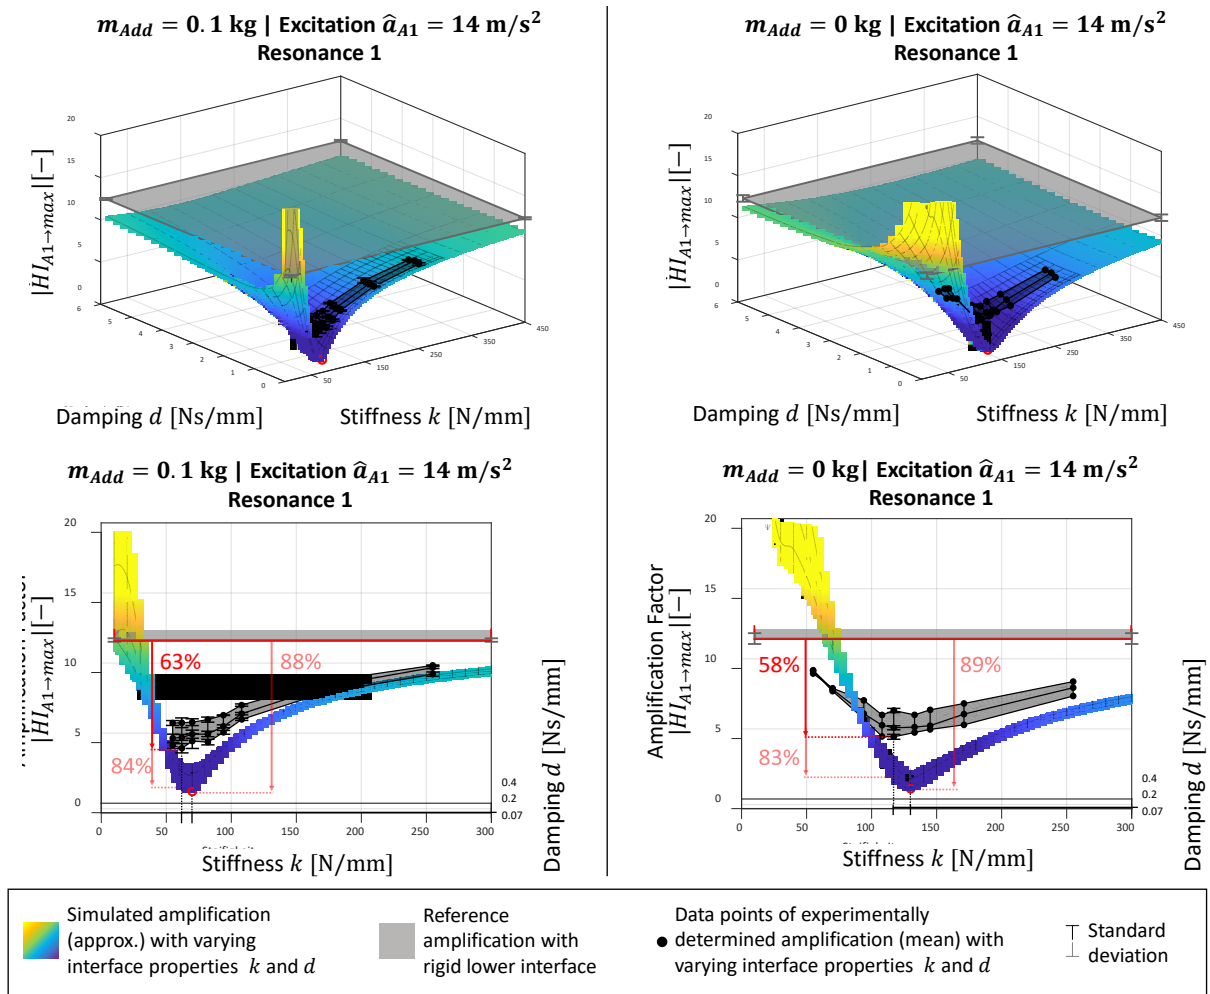 m_Add = 0.1 kg | Excitation â_A1 = 14 m/s²
Resonance 1
|ḢI_A1→max| [−]
20
15
10
5
0
6
5
4
3
2
1
0
50
150
250
350
450
Damping d [Ns/mm]
Stiffness k [N/mm]
m_Add = 0 kg | Excitation â_A1 = 14 m/s²
Resonance 1
|ḢI_A1→max| [−]
20
15
10
5
0
6
5
4
3
2
1
0
50
150
250
350
450
Damping d [Ns/mm]
Stiffness k [N/mm]
m_Add = 0.1 kg | Excitation â_A1 = 14 m/s²
Resonance 1
|ḢI_A1→max| [−]
20
15
10
5
0
63%
88%
84%
0.4
0.2
0.07
0
50
100
150
200
250
300
Stiffness k [N/mm]
Damping d [Ns/mm]
m_Add = 0 kg| Excitation â_A1 = 14 m/s²
Resonance 1
Amplification Factor
|ḢI_A1→max| [−]
20
15
10
5
0
58%
89%
83%
0.4
0.2
0.07
0
50
100
150
200
250
300
Stiffness k [N/mm]
Damping d [Ns/mm]
Simulated amplification
(approx.) with varying
interface properties k and d
Reference
amplification with
rigid lower interface
Data points of experimentally
determined amplification (mean) with
varying interface properties k and d
Standard
deviation